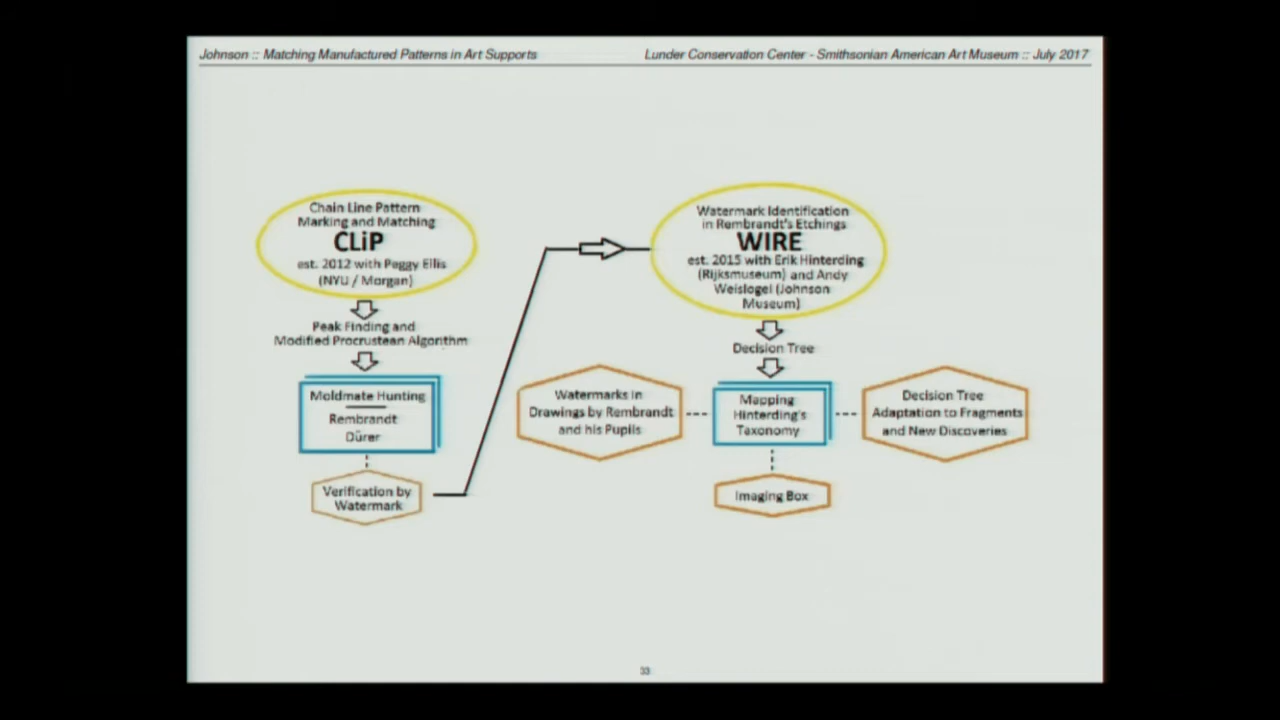 Johnson :: Matching Manufactured Patterns in Art Supports
Lunder Conservation Center - Smithsonian American Art Museum :: July 2017
Chain Line Pattern
Marking and Matching
CLiP
est. 2012 with Peggy Ellis
(NYU / Morgan)
Peak Finding and
Modified Procrustean Algorithm
Moldmate Hunting
Rembrandt
Dürer
Verification by
Watermark
Watermark Identification
in Rembrandt's Etchings
WIRE
est. 2015 with Erik Hinterding
(Rijksmuseum) and Andy
Weislogel (Johnson
Museum)
Decision Tree
Watermarks in
Drawings by Rembrandt
and his Pupils
Mapping
Hinterding's
Taxonomy
Decision Tree
Adaptation to Fragments
and New Discoveries
Imaging Box
33